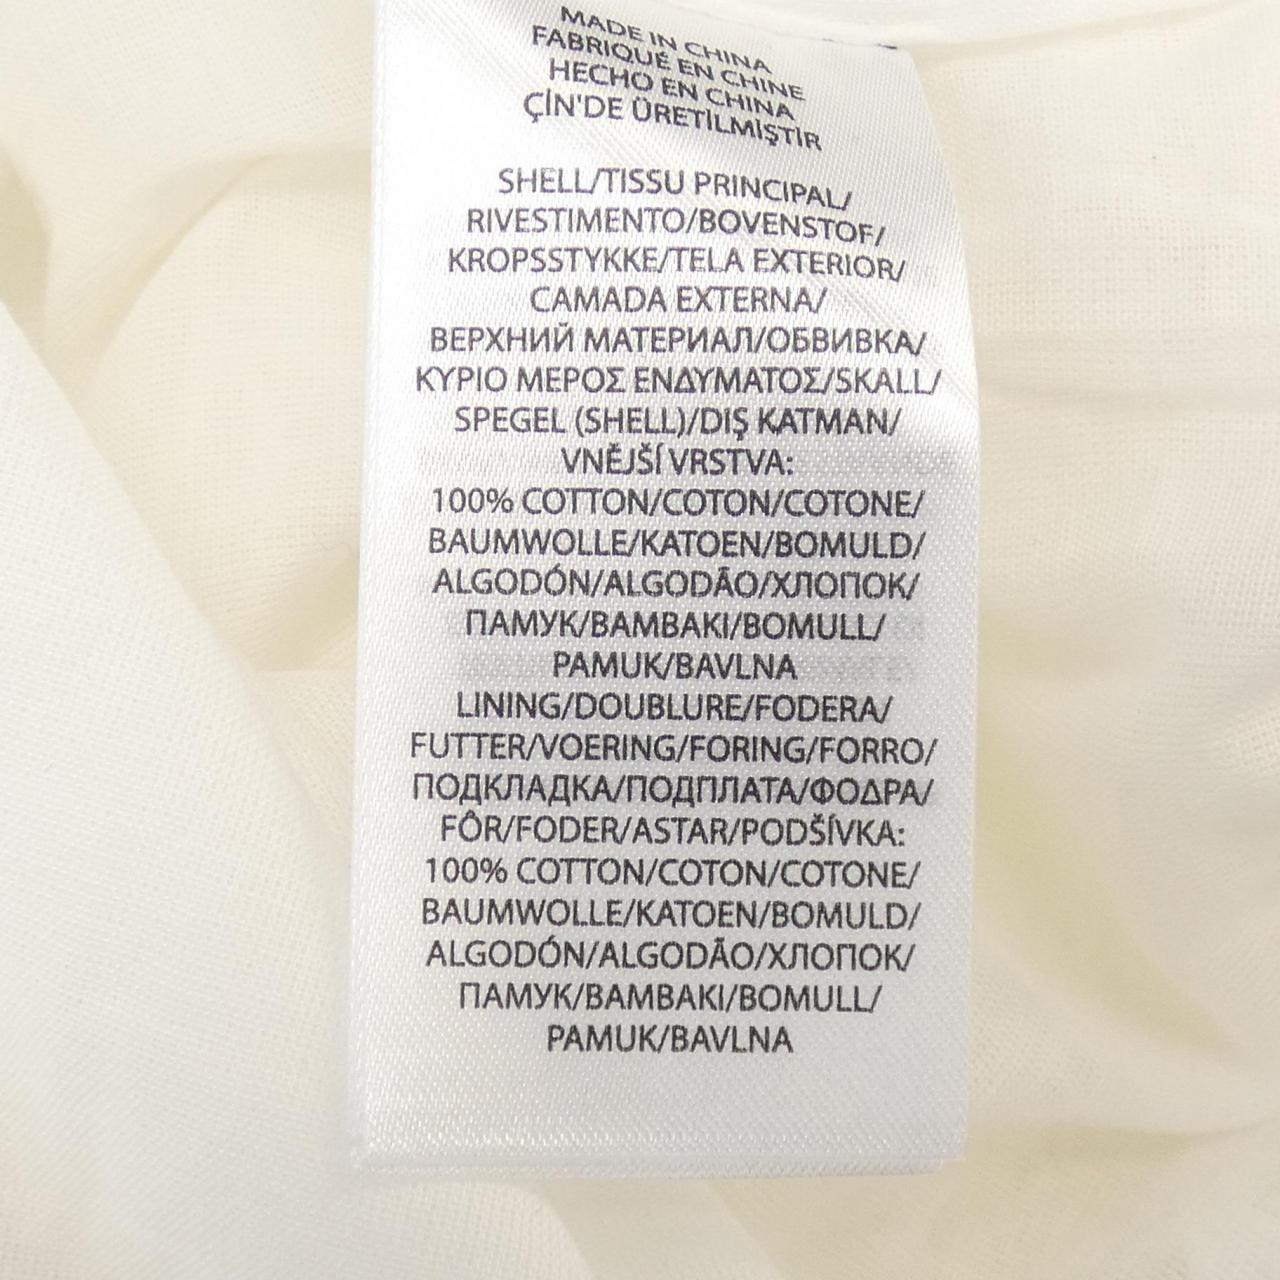 MADE IN CHINA
FABRIQUÉ EN CHINE
HECHO EN CHINA
ÇİN'DE ÜRETİLMİŞTİR
SHELL/TISSU PRINCIPAL/
RIVESTIMENTO/BOVENSTOF/
KROPSSTYKKE/TELA EXTERIOR/
CAMADA EXTERNA/
ВЕРХНИЙ МАТЕРИАЛ/ОБВИВКА/
ΚΥΡΙΟ ΜΕΡΟΣ ΕΝΔΥΜΑΤΟΣ/SKALL/
SPEGEL (SHELL)/DIŞ KATMAN/
VNĚJŠÍ VRSTVA:
100% COTTON/COTON/COTONE/
BAUMWOLLE/KATOEN/BOMULD/
ALGODÓN/ALGODÃO/ХЛОПОК/
ПАМУК/BAMBAKI/BOMULL/
PAMUK/BAVLNA
LINING/DOUBLURE/FODERA/
FUTTER/VOERING/FORING/FORRO/
ПОДКЛАДКА/ПОДПЛАТА/ΦΟΔΡΑ/
FÔR/FODER/ASTAR/PODŠÍVKA:
100% COTTON/COTON/COTONE/
BAUMWOLLE/KATOEN/BOMULD/
ALGODÓN/ALGODÃO/ХЛОПОК/
ПАМУК/BAMBAKI/BOMULL/
PAMUK/BAVLNA